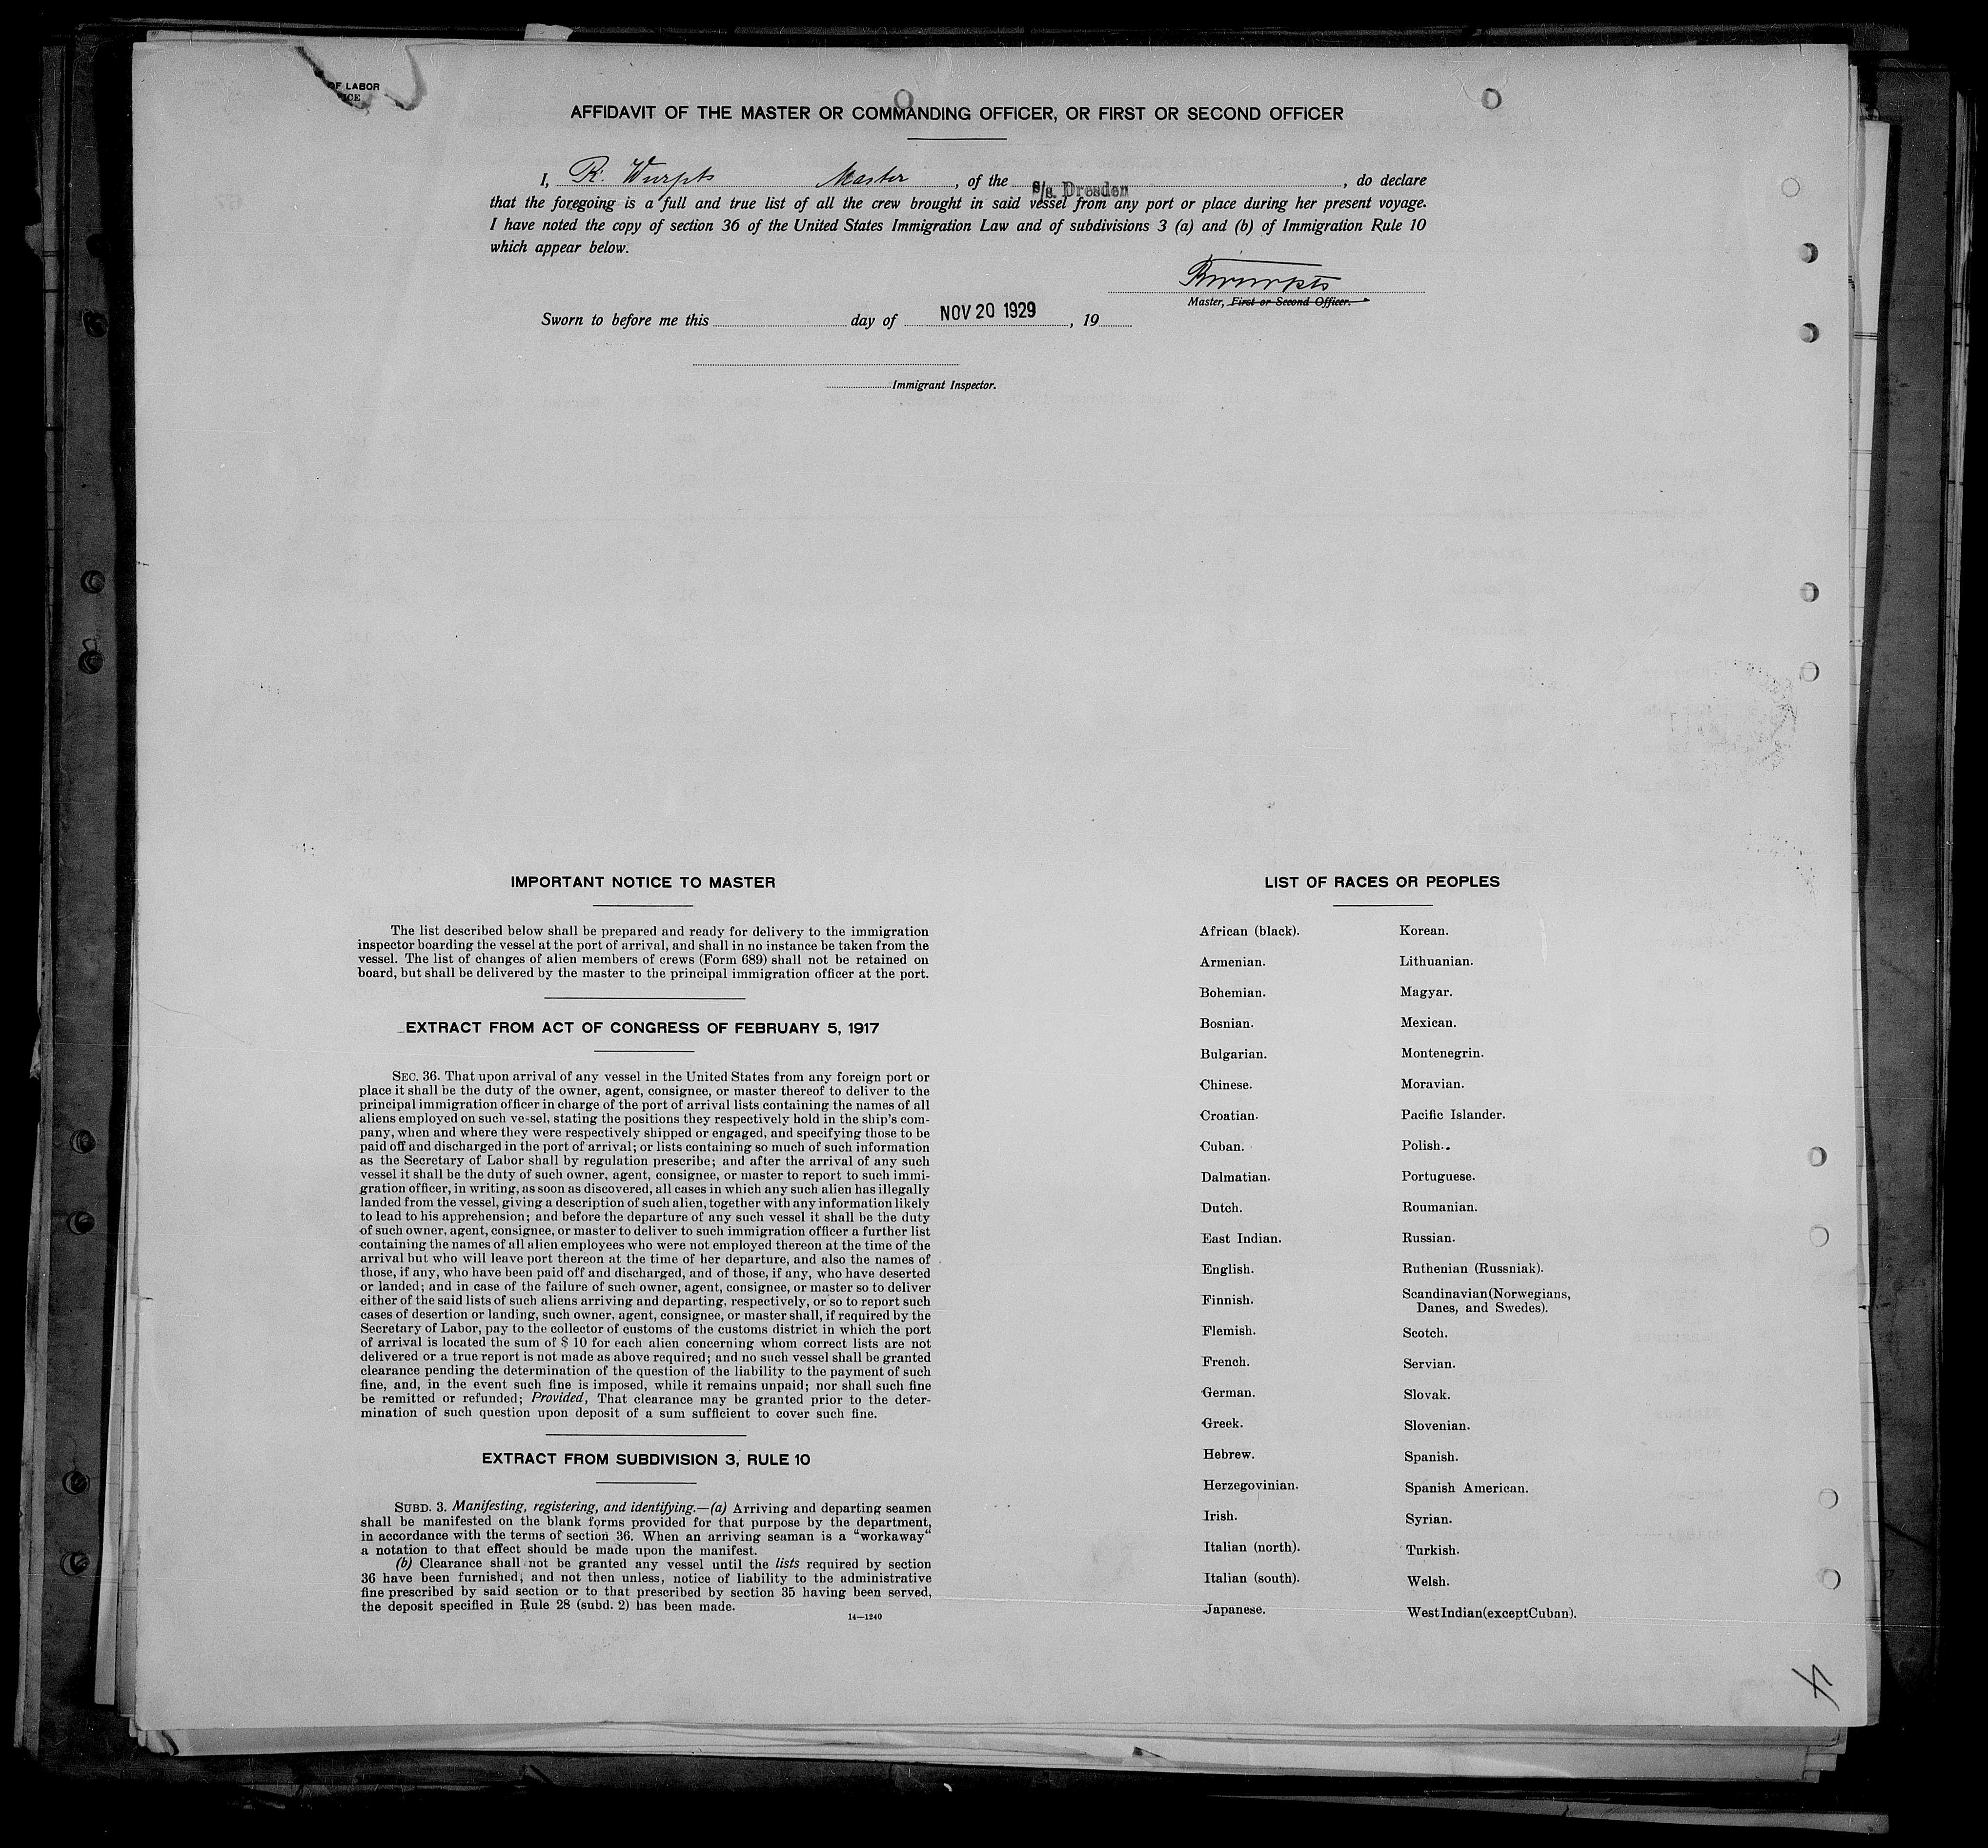 OF LABOR
AFFIDAVIT OF THE MASTER OR COMMANDING OFFICER, OR FIRST OR SECOND OFFICER
I, R. Wurpts Master, of the S/s. Dresden, do declare
that the foregoing is a full and true list of all the crew brought in said vessel from any port or place during her present voyage.
I have noted the copy of section 36 of the United States Immigration Law and of subdivisions 3 (a) and (b) of Immigration Rule 10
which appear below.
RWurpts
Master, First or Second Officer.
Sworn to before me this day of NOV 20 1929, 19
Immigrant Inspector.
IMPORTANT NOTICE TO MASTER
The list described below shall be prepared and ready for delivery to the immigration
inspector boarding the vessel at the port of arrival, and shall in no instance be taken from the
vessel. The list of changes of alien members of crews (Form 689) shall not be retained on
board, but shall be delivered by the master to the principal immigration officer at the port.
EXTRACT FROM ACT OF CONGRESS OF FEBRUARY 5, 1917
SEC. 36. That upon arrival of any vessel in the United States from any foreign port or
place it shall be the duty of the owner, agent, consignee, or master thereof to deliver to the
principal immigration officer in charge of the port of arrival lists containing the names of all
aliens employed on such vessel, stating the positions they respectively hold in the ship's com-
pany, when and where they were respectively shipped or engaged, and specifying those to be
paid off and discharged in the port of arrival; or lists containing so much of such information
as the Secretary of Labor shall by regulation prescribe; and after the arrival of any such
vessel it shall be the duty of such owner, agent, consignee, or master to report to such immi-
gration officer, in writing, as soon as discovered, all cases in which any such alien has illegally
landed from the vessel, giving a description of such alien, together with any information likely
to lead to his apprehension; and before the departure of any such vessel it shall be the duty
of such owner, agent, consignee, or master to deliver to such immigration officer a further list
containing the names of all alien employees who were not employed thereon at the time of the
arrival but who will leave port thereon at the time of her departure, and also the names of
those, if any, who have been paid off and discharged, and of those, if any, who have deserted
or landed; and in case of the failure of such owner, agent, consignee, or master so to deliver
either of the said lists of such aliens arriving and departing, respectively, or so to report such
cases of desertion or landing, such owner, agent, consignee, or master shall, if required by the
Secretary of Labor, pay to the collector of customs of the customs district in which the port
of arrival is located the sum of $ 10 for each alien concerning whom correct lists are not
delivered or a true report is not made as above required; and no such vessel shall be granted
clearance pending the determination of the question of the liability to the payment of such
fine, and, in the event such fine is imposed, while it remains unpaid; nor shall such fine
be remitted or refunded; Provided, That clearance may be granted prior to the deter-
mination of such question upon deposit of a sum sufficient to cover such fine.
EXTRACT FROM SUBDIVISION 3, RULE 10
SUBD. 3. Manifesting, registering, and identifying.—(a) Arriving and departing seamen
shall be manifested on the blank forms provided for that purpose by the department,
in accordance with the terms of section 36. When an arriving seaman is a "workaway"
a notation to that effect should be made upon the manifest.
(b) Clearance shall not be granted any vessel until the lists required by section
36 have been furnished, and not then unless, notice of liability to the administrative
fine prescribed by said section or to that prescribed by section 35 having been served,
the deposit specified in Rule 28 (subd. 2) has been made.
14—1240
LIST OF RACES OR PEOPLES
African (black).
Armenian.
Bohemian.
Bosnian.
Bulgarian.
Chinese.
Croatian.
Cuban.
Dalmatian.
Dutch.
East Indian.
English.
Finnish.
Flemish.
French.
German.
Greek.
Hebrew.
Herzegovinian.
Irish.
Italian (north).
Italian (south).
Japanese.
Korean.
Lithuanian.
Magyar.
Mexican.
Montenegrin.
Moravian.
Pacific Islander.
Polish.
Portuguese.
Roumanian.
Russian.
Ruthenian (Russniak).
Scandinavian (Norwegians,
Danes, and Swedes).
Scotch.
Servian.
Slovak.
Slovenian.
Spanish.
Spanish American.
Syrian.
Turkish.
Welsh.
West Indian (except Cuban).